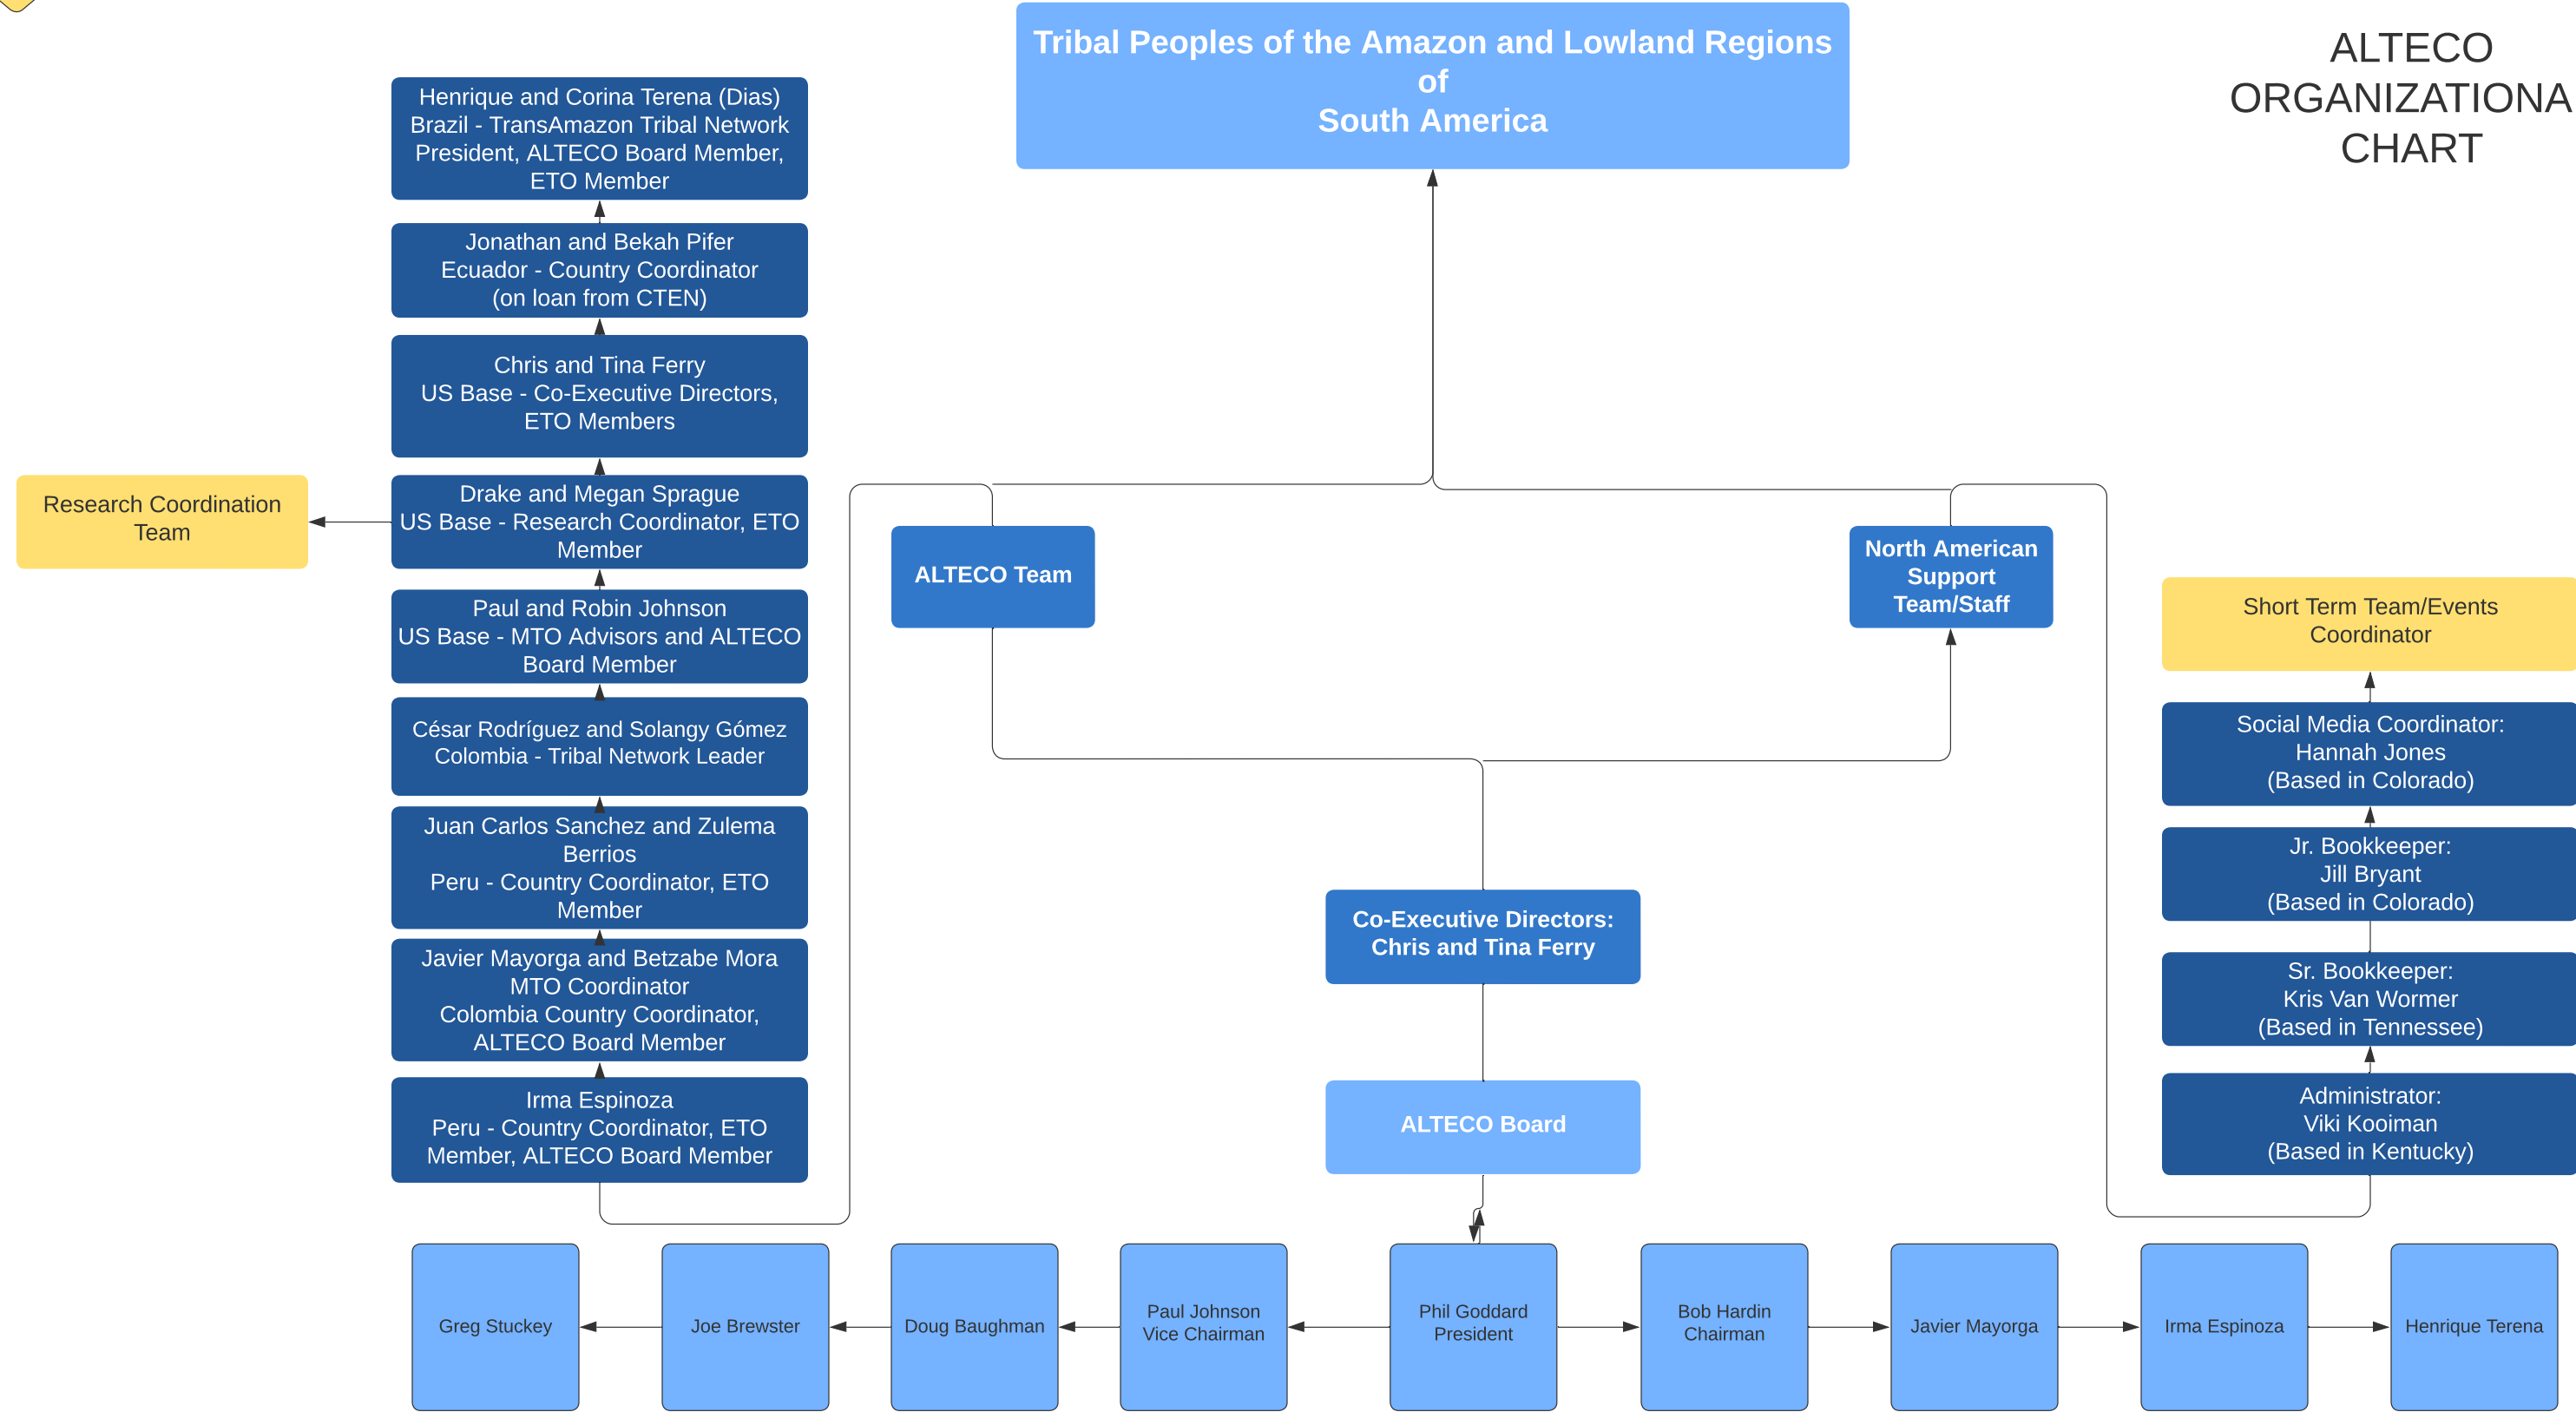 Tribal Peoples of the Amazon and Lowland Regions
of
South America
ALTECO
ORGANIZATIONA
CHART
Henrique and Corina Terena (Dias)
Brazil - TransAmazon Tribal Network
President, ALTECO Board Member,
ETO Member
Jonathan and Bekah Pifer
Ecuador - Country Coordinator
(on loan from CTEN)
Chris and Tina Ferry
US Base - Co-Executive Directors,
ETO Members
Research Coordination
Team
Drake and Megan Sprague
US Base - Research Coordinator, ETO
Member
Paul and Robin Johnson
US Base - MTO Advisors and ALTECO
Board Member
César Rodríguez and Solangy Gómez
Colombia - Tribal Network Leader
Juan Carlos Sanchez and Zulema
Berrios
Peru - Country Coordinator, ETO
Member
Javier Mayorga and Betzabe Mora
MTO Coordinator
Colombia Country Coordinator,
ALTECO Board Member
Irma Espinoza
Peru - Country Coordinator, ETO
Member, ALTECO Board Member
ALTECO Team
North American
Support
Team/Staff
Co-Executive Directors:
Chris and Tina Ferry
ALTECO Board
Short Term Team/Events
Coordinator
Social Media Coordinator:
Hannah Jones
(Based in Colorado)
Jr. Bookkeeper:
Jill Bryant
(Based in Colorado)
Sr. Bookkeeper:
Kris Van Wormer
(Based in Tennessee)
Administrator:
Viki Kooiman
(Based in Kentucky)
Greg Stuckey
Joe Brewster
Doug Baughman
Paul Johnson
Vice Chairman
Phil Goddard
President
Bob Hardin
Chairman
Javier Mayorga
Irma Espinoza
Henrique Terena